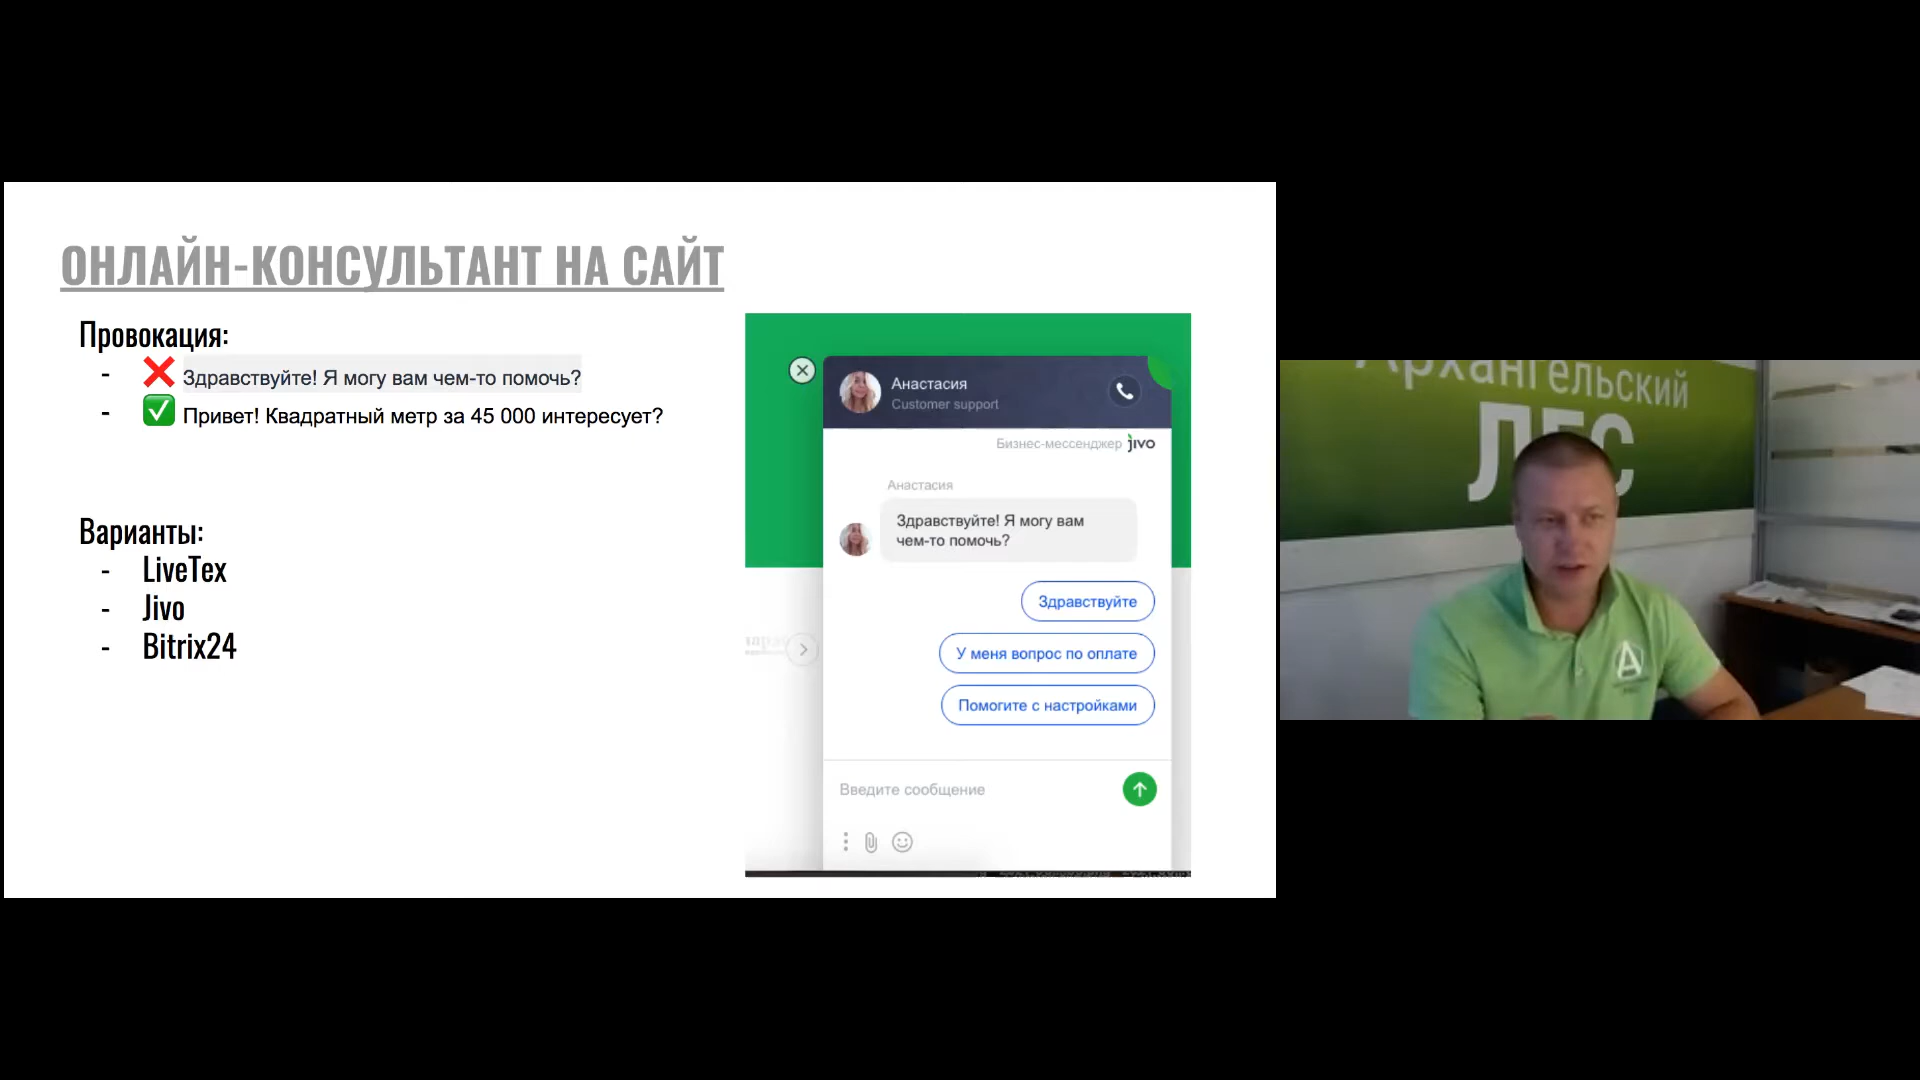 ОНЛАЙН-КОНСУЛЬТАНТ НА САЙТ
Провокация:
- ❌ Здравствуйте! Я могу вам чем-то помочь?
- ✅ Привет! Квадратный метр за 45 000 интересует?
Варианты:
- LiveTex
- Jivo
- Bitrix24
Анастасия
Customer support
Бизнес-мессенджер jivo
Анастасия
Здравствуйте! Я могу вам
чем-то помочь?
Здравствуйте
У меня вопрос по оплате
Помогите с настройками
Введите сообщение
Архангельский
ЛЕС